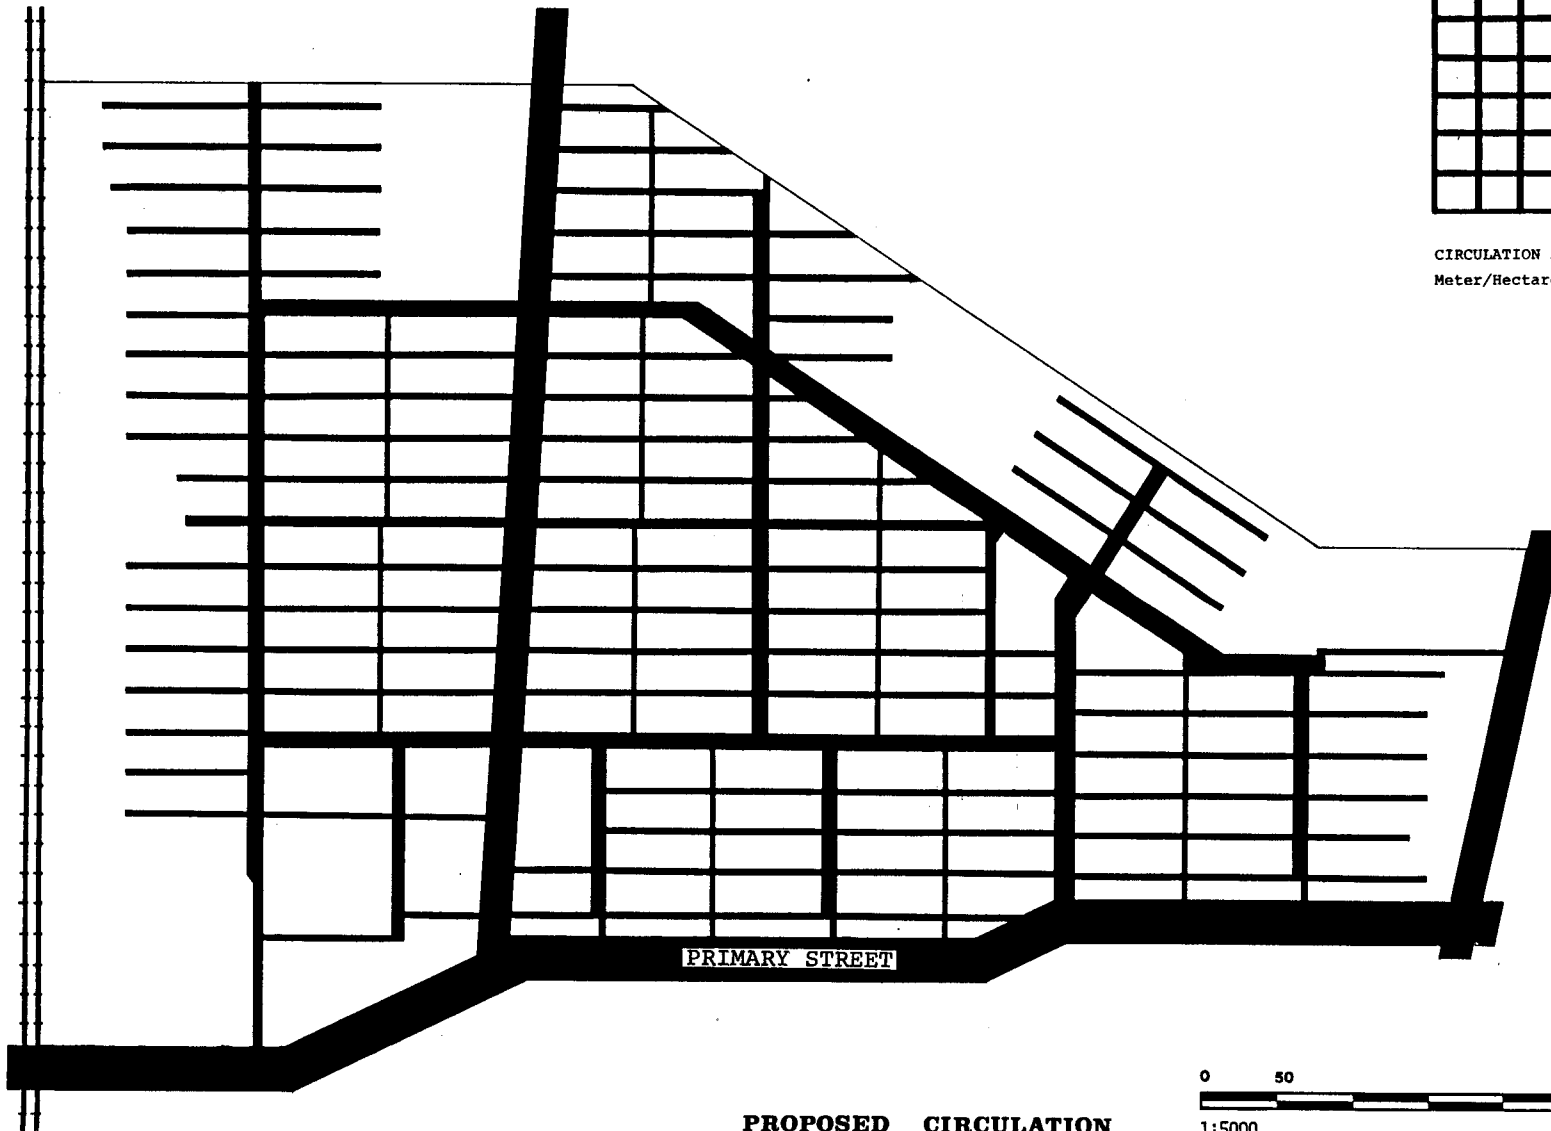 CIRCULATION
Meter/Hectar
PRIMARY STREET
0 50
PROPOSED CIRCULATION
1:5000